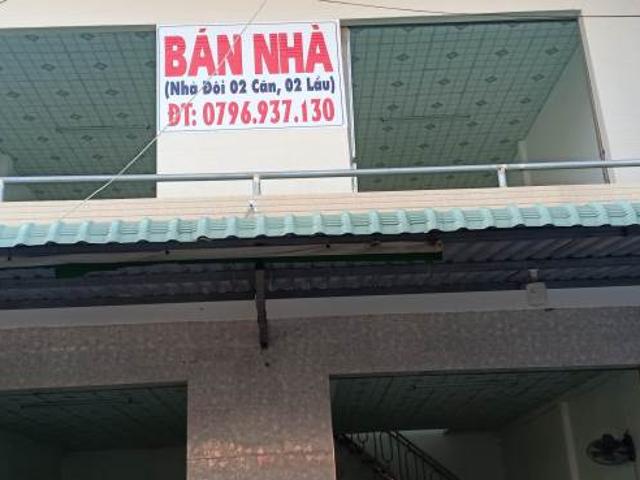 BÁN NHÀ
(Nhà Đôi 02 Căn, 02 Lầu)
ĐT: 0796.937.130